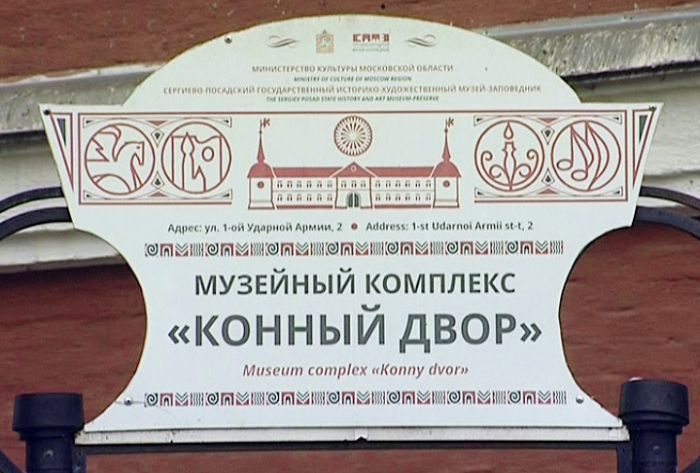 МИНИСТЕРСТВО КУЛЬТУРЫ МОСКОВСКОЙ ОБЛАСТИ
MINISTRY OF CULTURE OF MOSCOW REGION
СЕРГИЕВО-ПОСАДСКИЙ ГОСУДАРСТВЕННЫЙ ИСТОРИКО-ХУДОЖЕСТВЕННЫЙ МУЗЕЙ-ЗАПОВЕДНИК
THE SERGIEV POSAD STATE HISTORY AND ART MUSEUM-PRESERVE
Адрес: ул. 1-ой Ударной Армии, 2 • Address: 1-st Udarnoi Armii st-t, 2
МУЗЕЙНЫЙ КОМПЛЕКС
«КОННЫЙ ДВОР»
Museum complex «Konny dvor»